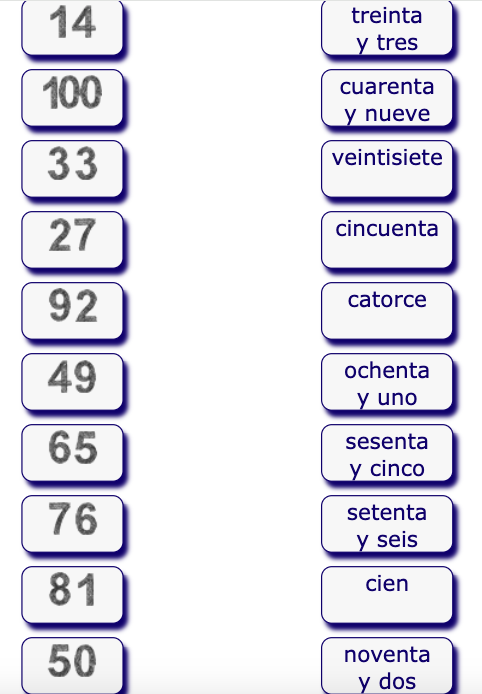 14
treinta
y tres
100
cuarenta
y nueve
33
veintisiete
27
cincuenta
92
catorce
49
ochenta
y uno
65
sesenta
y cinco
76
setenta
y seis
81
cien
50
noventa
y dos